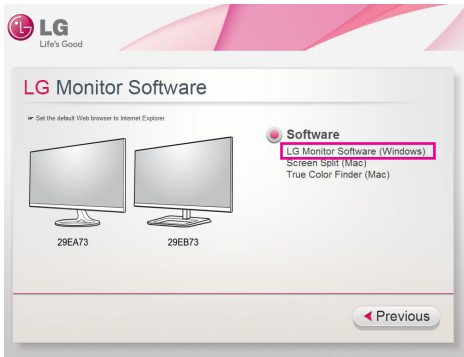 LG
Life's Good
LG Monitor Software
☞ Set the default Web browser to Internet Explorer.
Software
LG Monitor Software (Windows)
Screen Split (Mac)
True Color Finder (Mac)
29EA73
29EB73
Previous